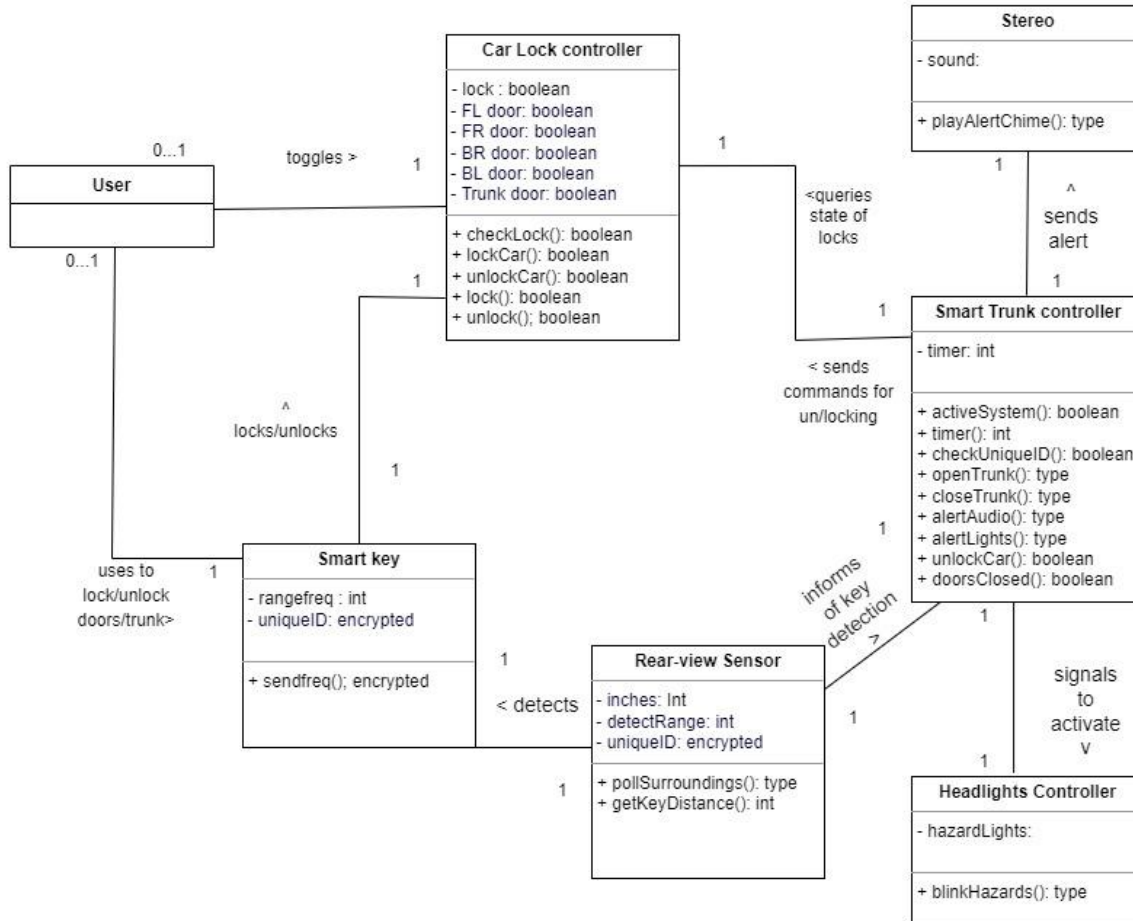 Stereo
- sound:
+ playAlertChime(): type
Car Lock controller
- lock : boolean
- FL door: boolean
- FR door: boolean
- BR door: boolean
- BL door: boolean
- Trunk door: boolean
+ checkLock(): boolean
+ lockCar(): boolean
+ unlockCar(): boolean
+ lock(): boolean
+ unlock(); boolean
0...1
toggles >
1
User
0...1
1
^
locks/unlocks
1
1
<queries
state of
locks
1
< sends
commands for
un/locking
1
^
sends
alert
1
Smart Trunk controller
- timer: int
+ activeSystem(): boolean
+ timer(): int
+ checkUniqueID(): boolean
+ openTrunk(): type
+ closeTrunk(): type
+ alertAudio(): type
+ alertLights(): type
+ unlockCar(): boolean
+ doorsClosed(): boolean
uses to
lock/unlock
doors/trunk>
1
Smart key
- rangefreq : int
- uniqueID: encrypted
+ sendfreq(); encrypted
1
< detects
1
Rear-view Sensor
- inches: Int
- detectRange: int
- uniqueID: encrypted
+ pollSurroundings(): type
+ getKeyDistance(): int
1
informs
of key
detection
>
1
1
signals
to
activate
v
1
Headlights Controller
- hazardLights:
+ blinkHazards(): type